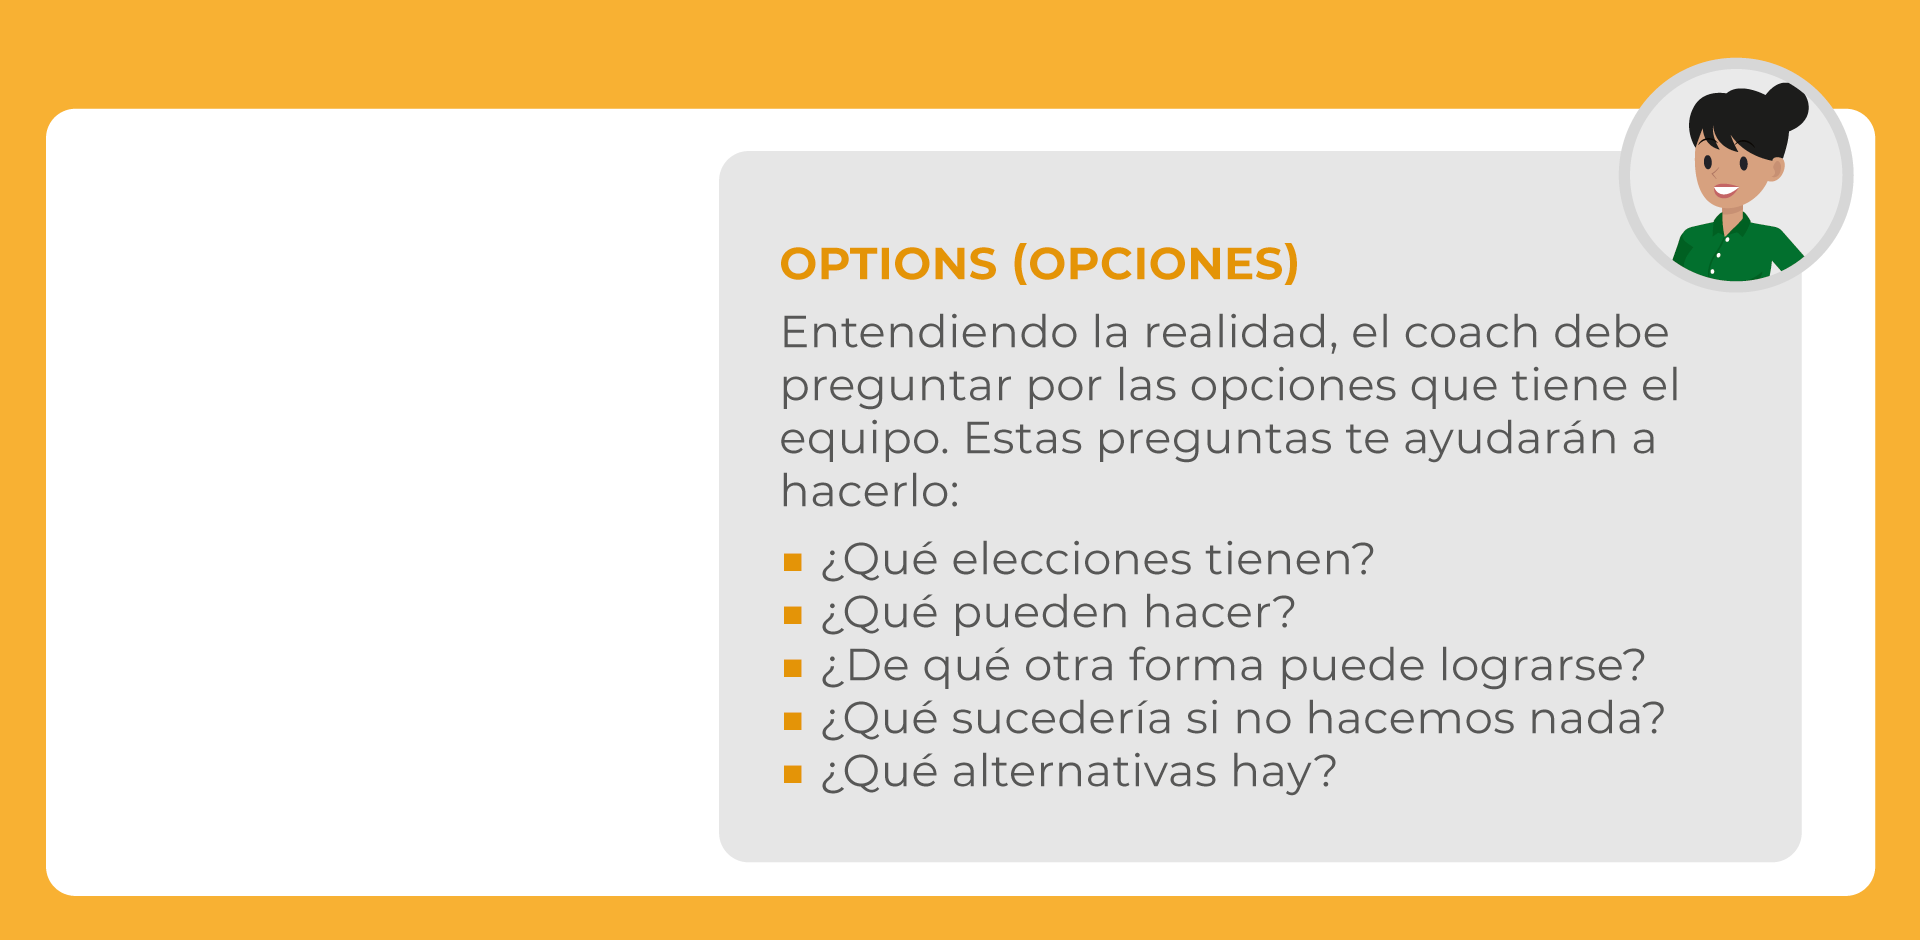 OPTIONS (OPCIONES)
Entendiendo la realidad, el coach debe
preguntar por las opciones que tiene el
equipo. Estas preguntas te ayudarán a
hacerlo:
▪ ¿Qué elecciones tienen?
▪ ¿Qué pueden hacer?
▪ ¿De qué otra forma puede lograrse?
▪ ¿Qué sucedería si no hacemos nada?
▪ ¿Qué alternativas hay?